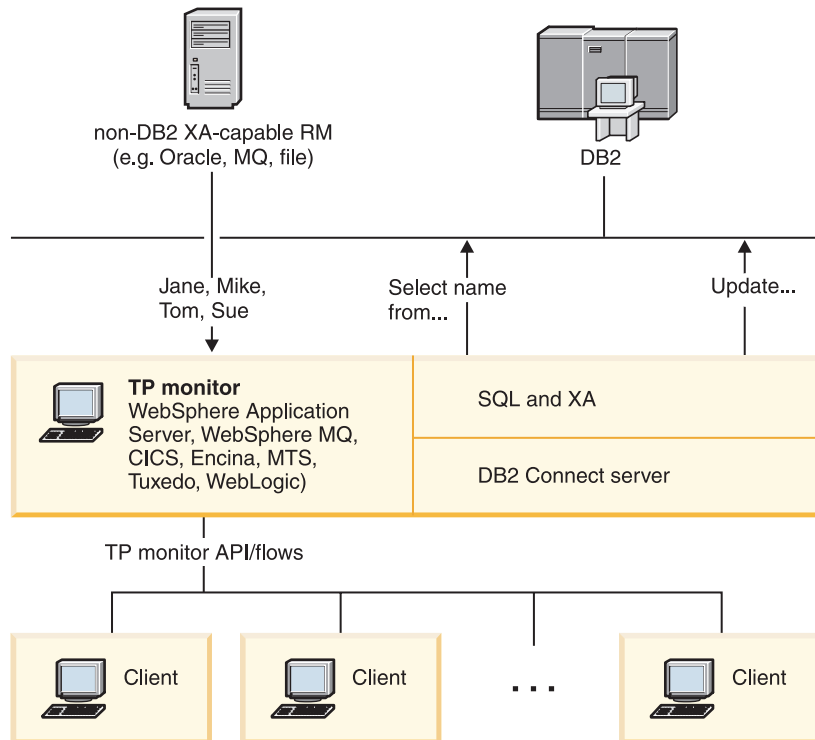 non-DB2 XA-capable RM
(e.g. Oracle, MQ, file)
DB2
Jane, Mike,
Tom, Sue
Select name
from...
Update...
TP monitor
WebSphere Application
Server, WebSphere MQ,
CICS, Encina, MTS,
Tuxedo, WebLogic)
SQL and XA
DB2 Connect server
TP monitor API/flows
Client
Client
...
Client